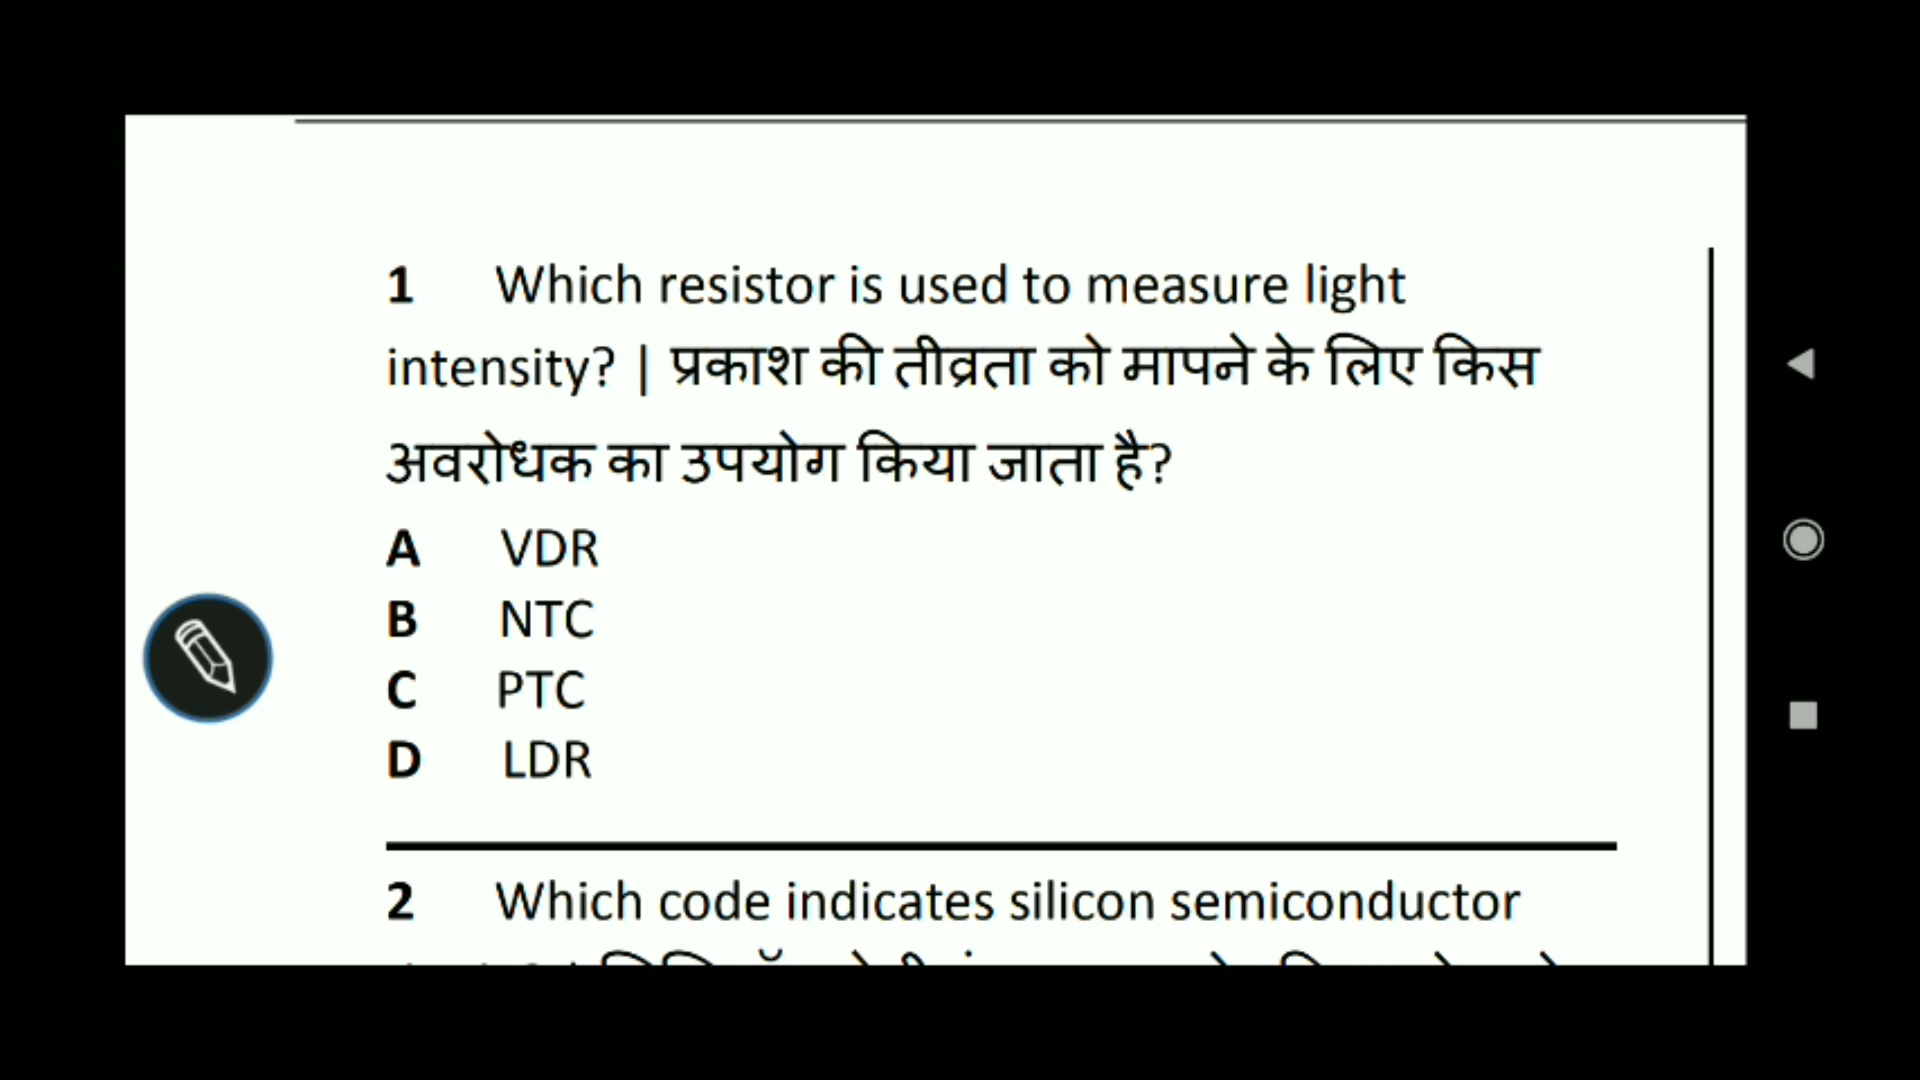 1 Which resistor is used to measure light
intensity? | प्रकाश की तीव्रता को मापने के लिए किस
अवरोधक का उपयोग किया जाता है?
A VDR
B NTC
C PTC
D LDR
2 Which code indicates silicon semiconductor